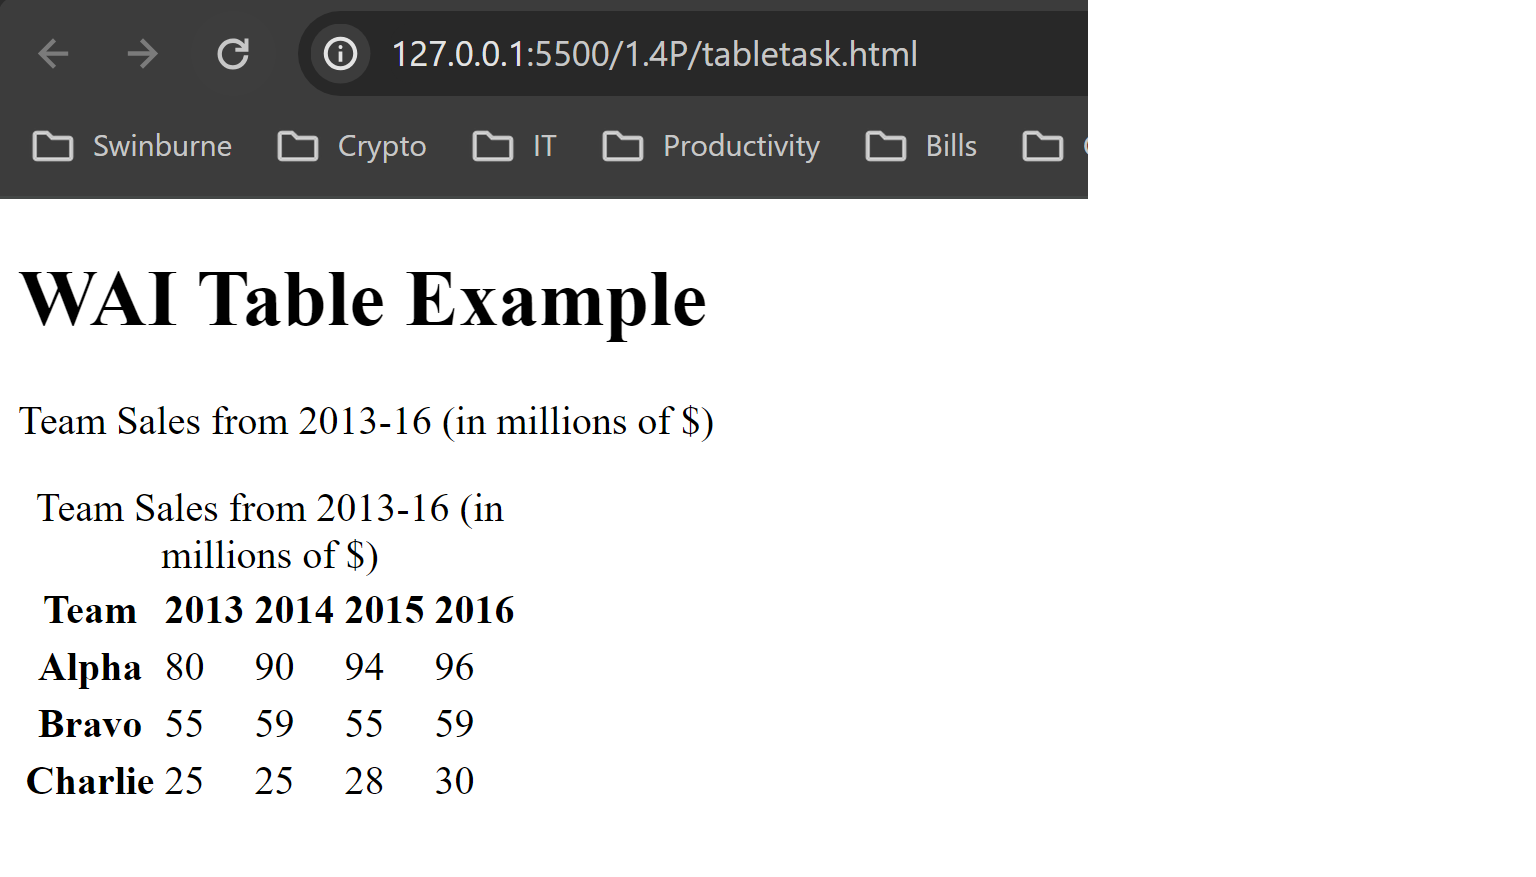 127.0.0.1:5500/1.4P/tabletask.html
Swinburne Crypto IT Productivity Bills
WAI Table Example
Team Sales from 2013-16 (in millions of $)
Team Sales from 2013-16 (in
millions of $)
Team 2013 2014 2015 2016
Alpha 80 90 94 96
Bravo 55 59 55 59
Charlie 25 25 28 30